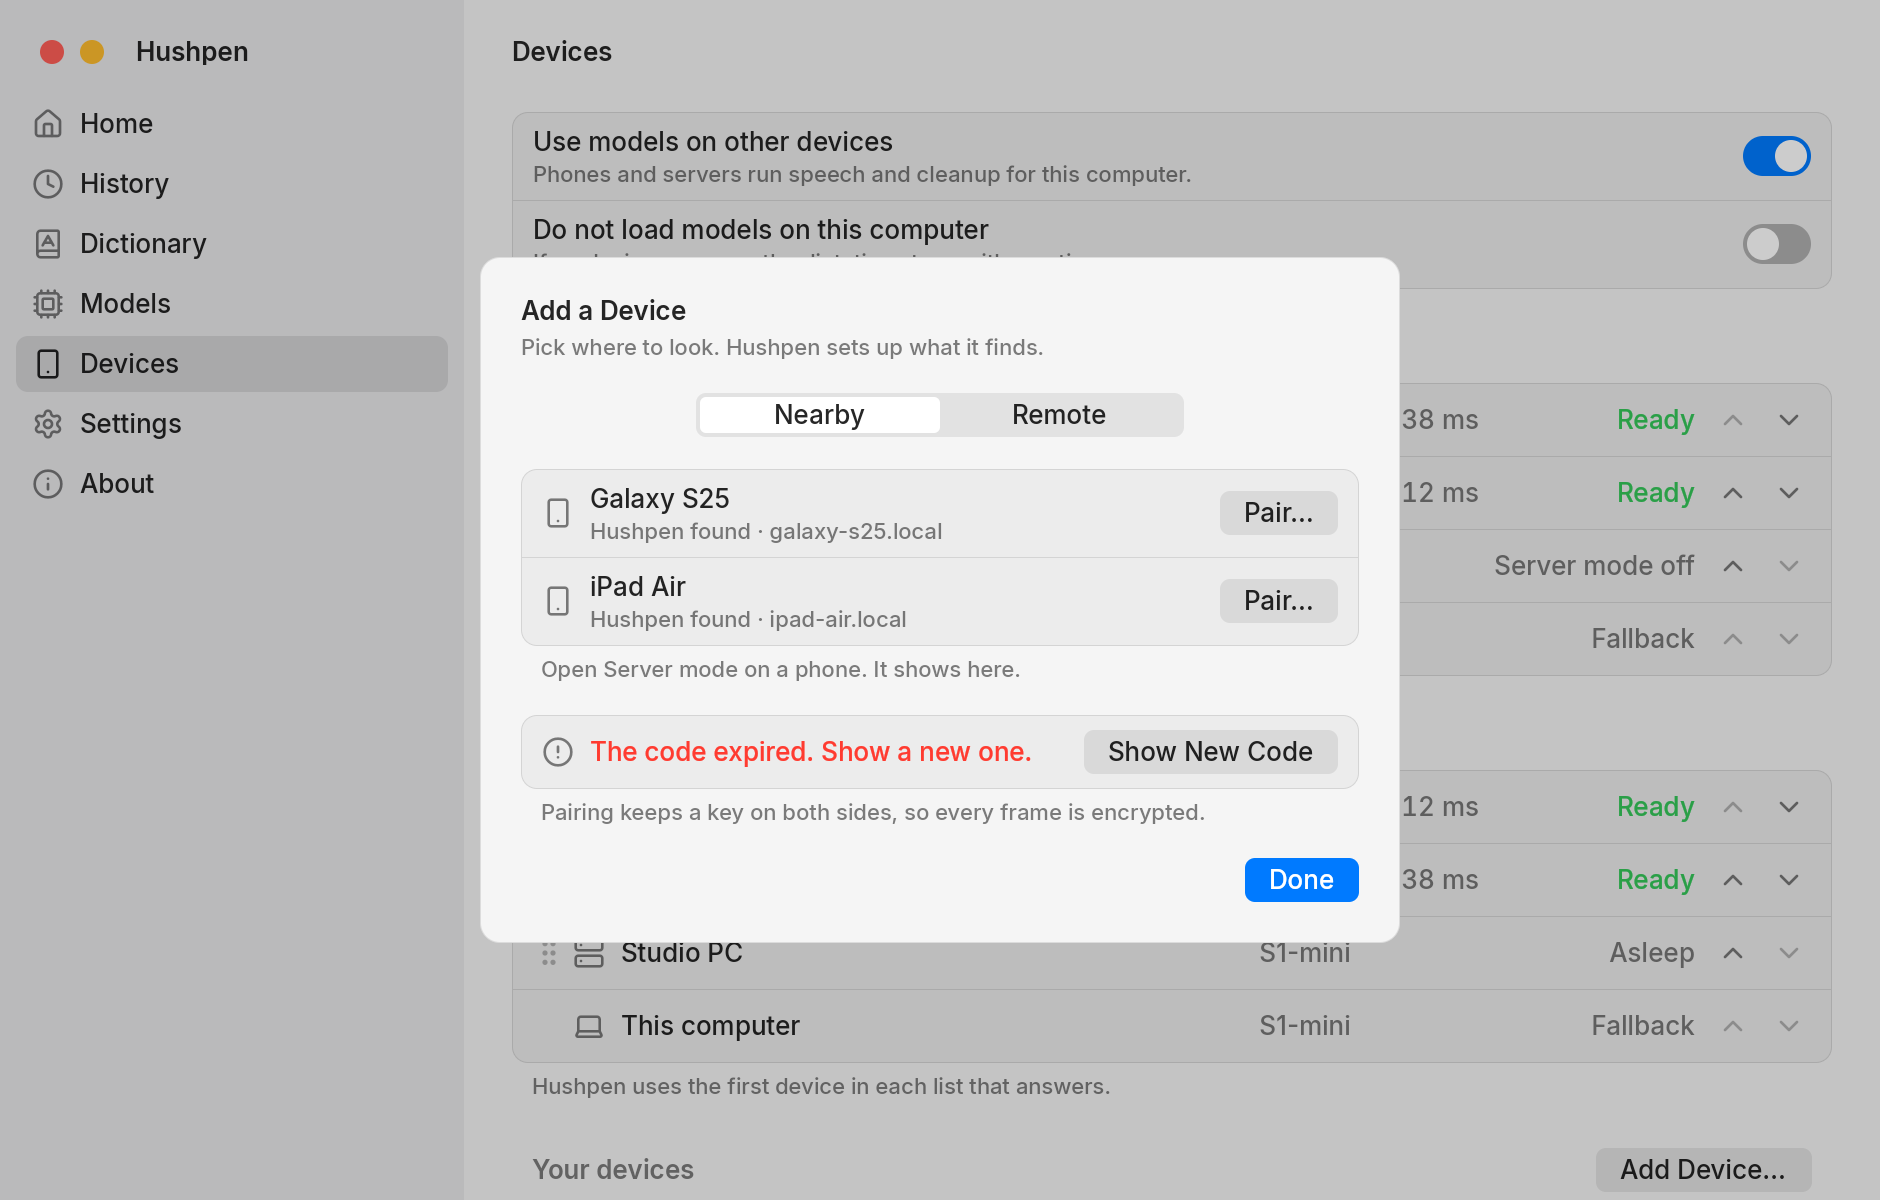 Hushpen
Home
History
Dictionary
Models
Devices
Settings
About
Devices
Use models on other devices
Phones and servers run speech and cleanup for this computer.
Do not load models on this computer
Add a Device
Pick where to look. Hushpen sets up what it finds.
Nearby
Remote
Galaxy S25
Hushpen found · galaxy-s25.local
Pair...
iPad Air
Hushpen found · ipad-air.local
Pair...
Open Server mode on a phone. It shows here.
The code expired. Show a new one.
Show New Code
Pairing keeps a key on both sides, so every frame is encrypted.
Done
38 ms Ready
12 ms Ready
Server mode off
Fallback
12 ms Ready
38 ms Ready
Studio PC S1-mini Asleep
This computer S1-mini Fallback
Hushpen uses the first device in each list that answers.
Your devices
Add Device...